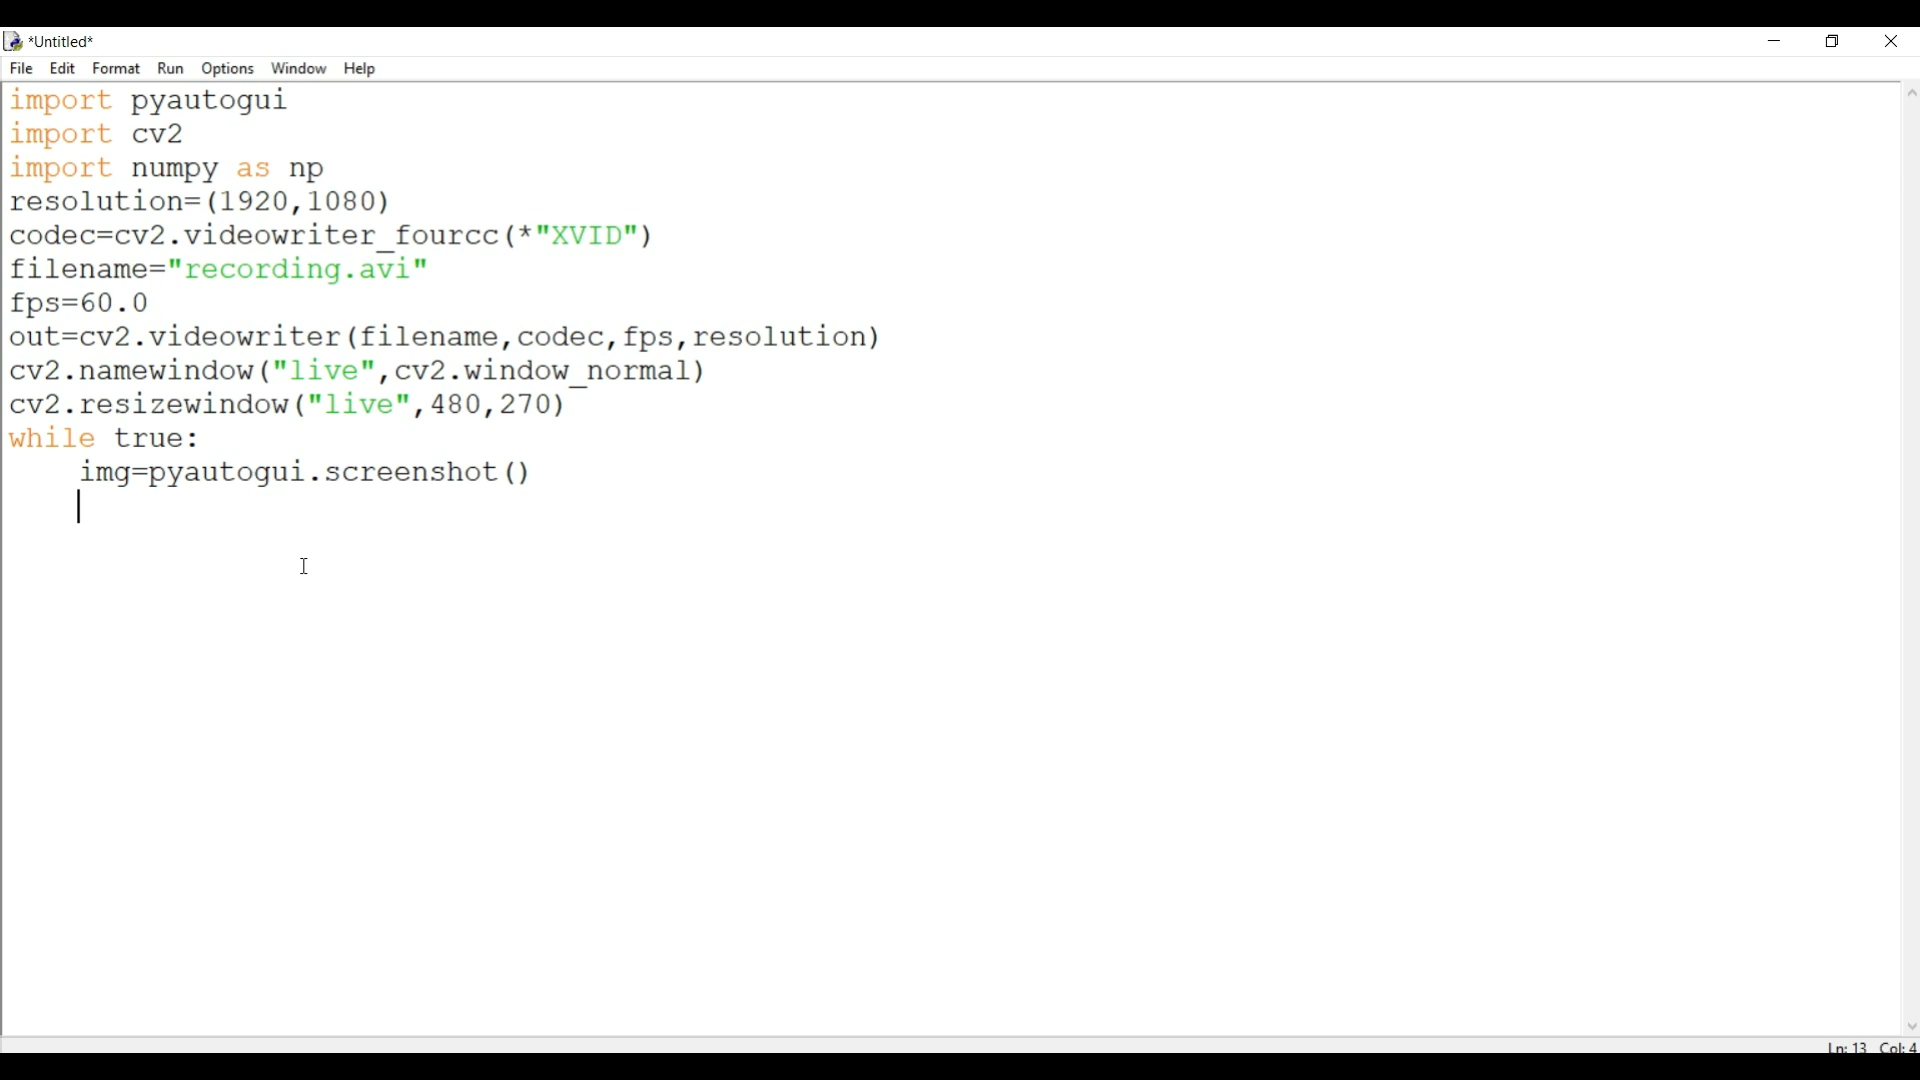 *Untitled*
File Edit Format Run Options Window Help
import pyautogui
import cv2
import numpy as np
resolution=(1920,1080)
codec=cv2.videowriter_fourcc(*"XVID")
filename="recording.avi"
fps=60.0
out=cv2.videowriter(filename,codec,fps,resolution)
cv2.namewindow("live",cv2.window_normal)
cv2.resizewindow("live",480,270)
while true:
    img=pyautogui.screenshot()
Ln: 13 Col: 4